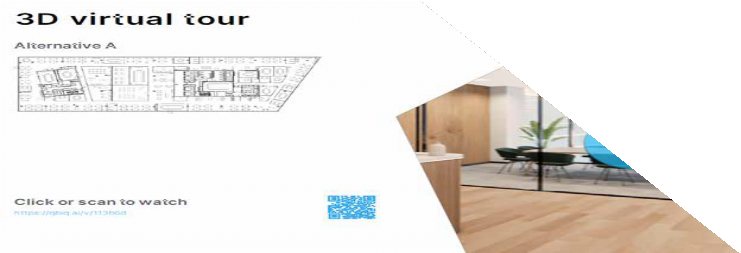 3D virtual tour
Alternative A
Click or scan to watch